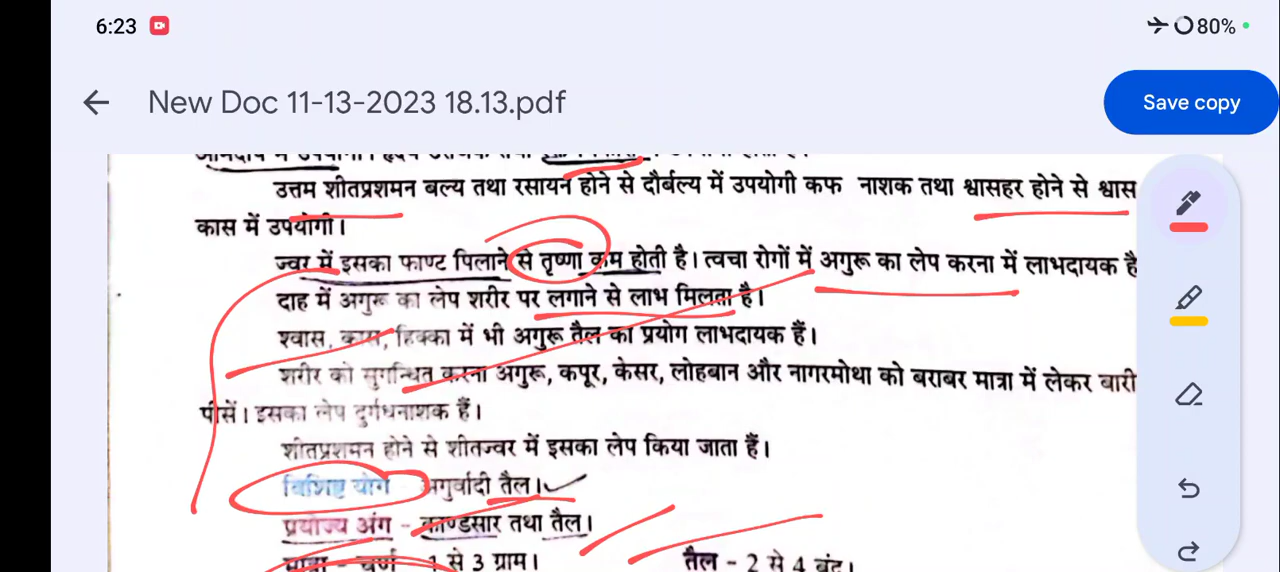 6:23
80%
New Doc 11-13-2023 18.13.pdf
Save copy
उत्तम शीतप्रशमन बल्य तथा रसायन होने से दौर्बल्य में उपयोगी कफ नाशक तथा श्वासहर होने से श्वास
कास में उपयोगी।
ज्वर में इसका फाण्ट पिलाने से तृष्णा कम होती है। त्वचा रोगों में अगुरू का लेप करना में लाभदायक है
दाह में अगुरू का लेप शरीर पर लगाने से लाभ मिलता है।
श्वास, कास, हिक्का में भी अगुरू तैल का प्रयोग लाभदायक हैं।
शरीर को सुगन्धित करना अगुरू, कपूर, केसर, लोहबान और नागरमोथा को बराबर मात्रा में लेकर बारी
पीसें। इसका लेप दुर्गधनाशक हैं।
शीतप्रशमन होने से शीतज्वर में इसका लेप किया जाता हैं।
विशिष्ट योग अगुर्वादी तैल।
प्रयोज्य अंग - काण्डसार तथा तैल।
मात्रा - चूर्ण 1 से 3 ग्राम। तैल - 2 से 4 बूंद।